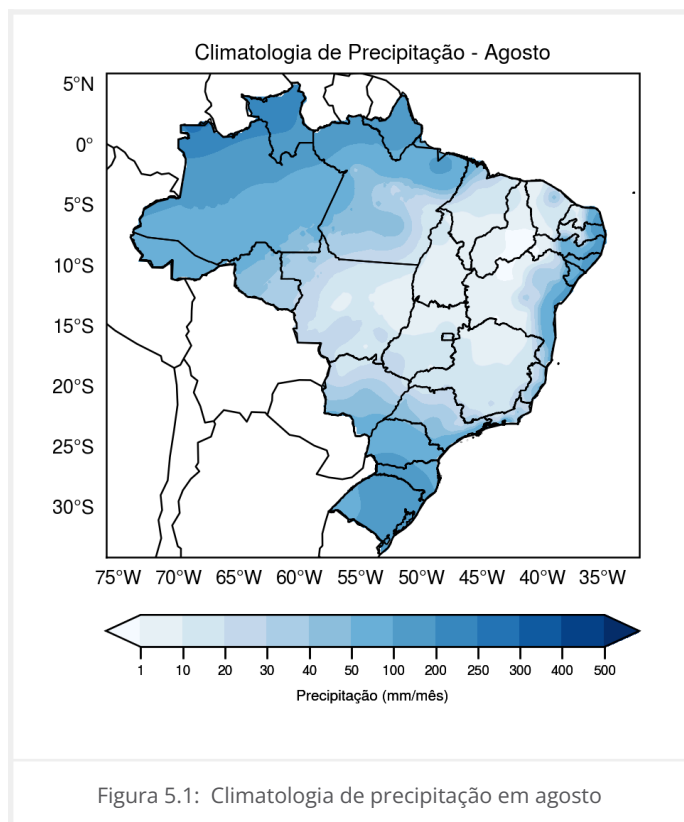 Climatologia de Precipitação - Agosto
5°N
0°
5°S
10°S
15°S
20°S
25°S
30°S
75°W 70°W 65°W 60°W 55°W 50°W 45°W 40°W 35°W
1 10 20 30 40 50 100 200 250 300 400 500
Precipitação (mm/mês)
Figura 5.1: Climatologia de precipitação em agosto